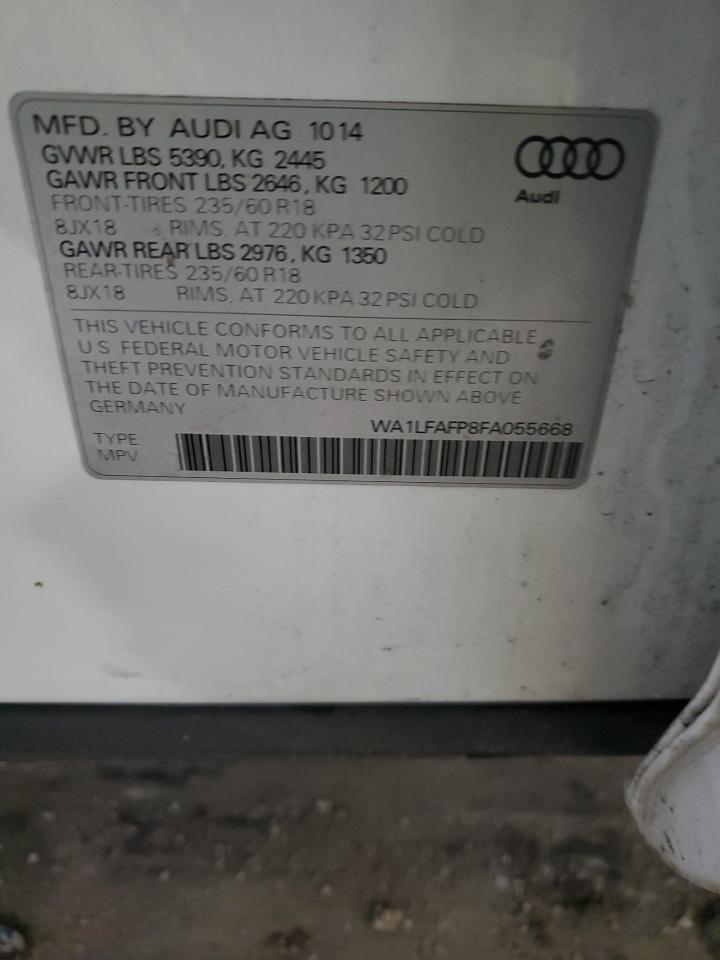 MFD. BY AUDI AG 1014
GVWR LBS 5390, KG 2445
GAWR FRONT LBS 2646, KG 1200
FRONT-TIRES 235/60 R18
8JX18 RIMS, AT 220 KPA 32 PSI COLD
GAWR REAR LBS 2976, KG 1350
REAR-TIRES 235/60 R18
8JX18 RIMS, AT 220 KPA 32 PSI COLD
Audi
THIS VEHICLE CONFORMS TO ALL APPLICABLE
U.S. FEDERAL MOTOR VEHICLE SAFETY AND
THEFT PREVENTION STANDARDS IN EFFECT ON
THE DATE OF MANUFACTURE SHOWN ABOVE
GERMANY
WA1LFAFP8FA055668
TYPE
MPV